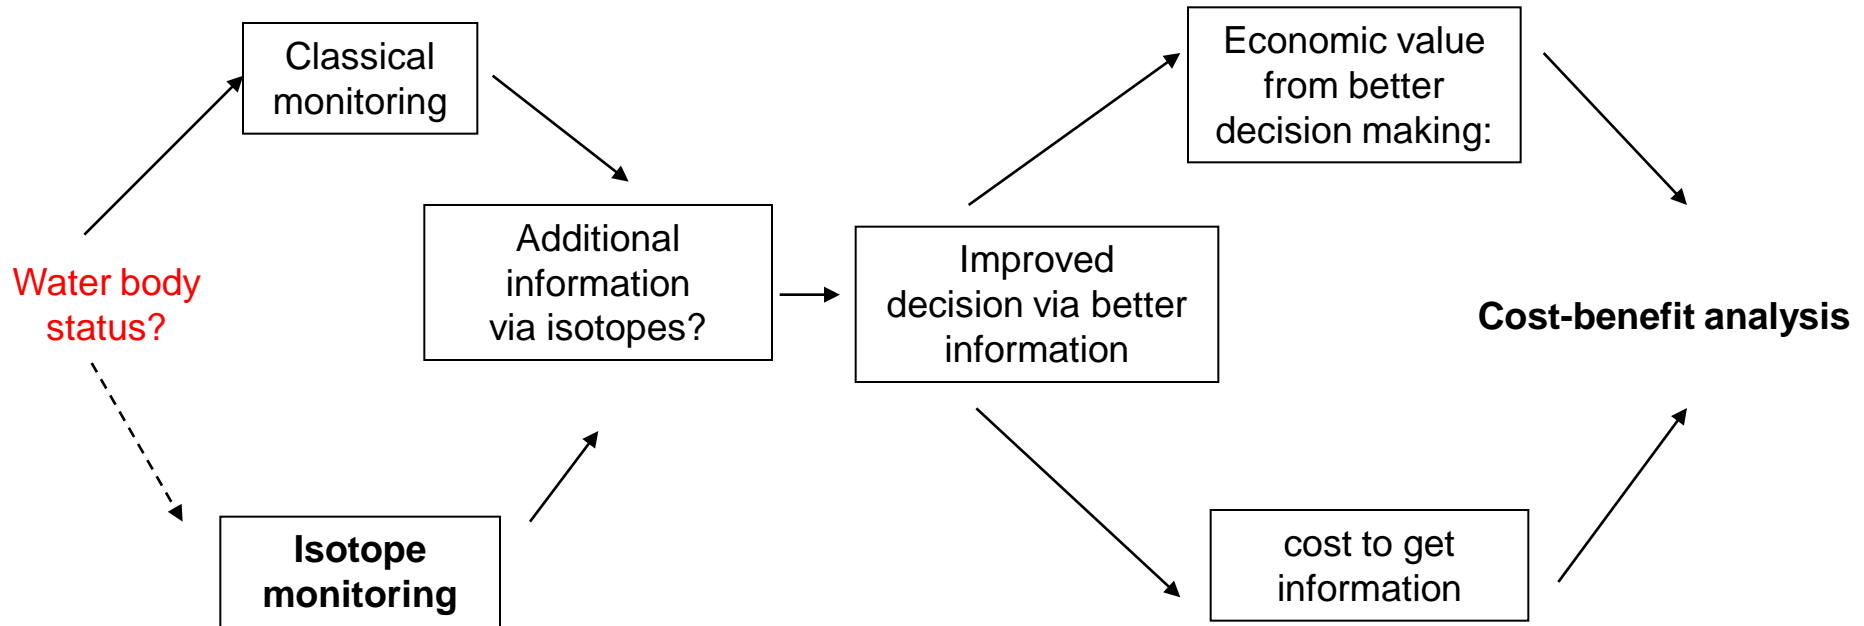 Classical
monitoring
Economic value
from better
decision making:
Water body
status?
Additional
information
via isotopes?
Improved
decision via better
information
Cost-benefit analysis
Isotope
monitoring
cost to get
information